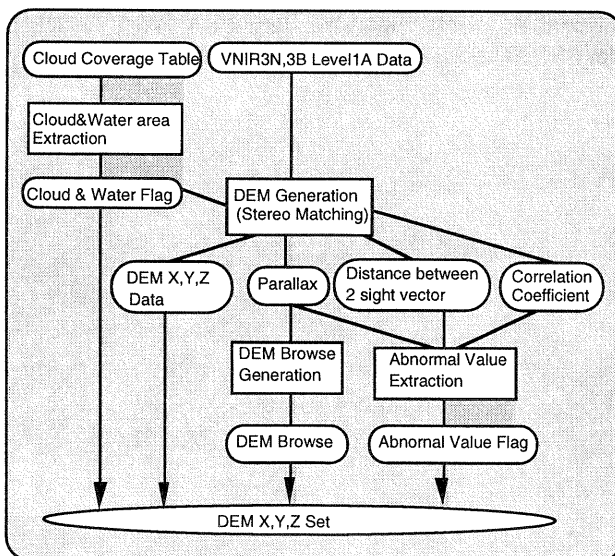 Cloud Coverage Table
VNIR3N,3B Level1A Data
Cloud&Water area
Extraction
Cloud & Water Flag
DEM Generation
(Stereo Matching)
DEM X,Y,Z
Data
Parallax
Distance between
2 sight vector
Correlation
Coefficient
DEM Browse
Generation
Abnormal Value
Extraction
DEM Browse
Abnormal Value Flag
DEM X,Y,Z Set